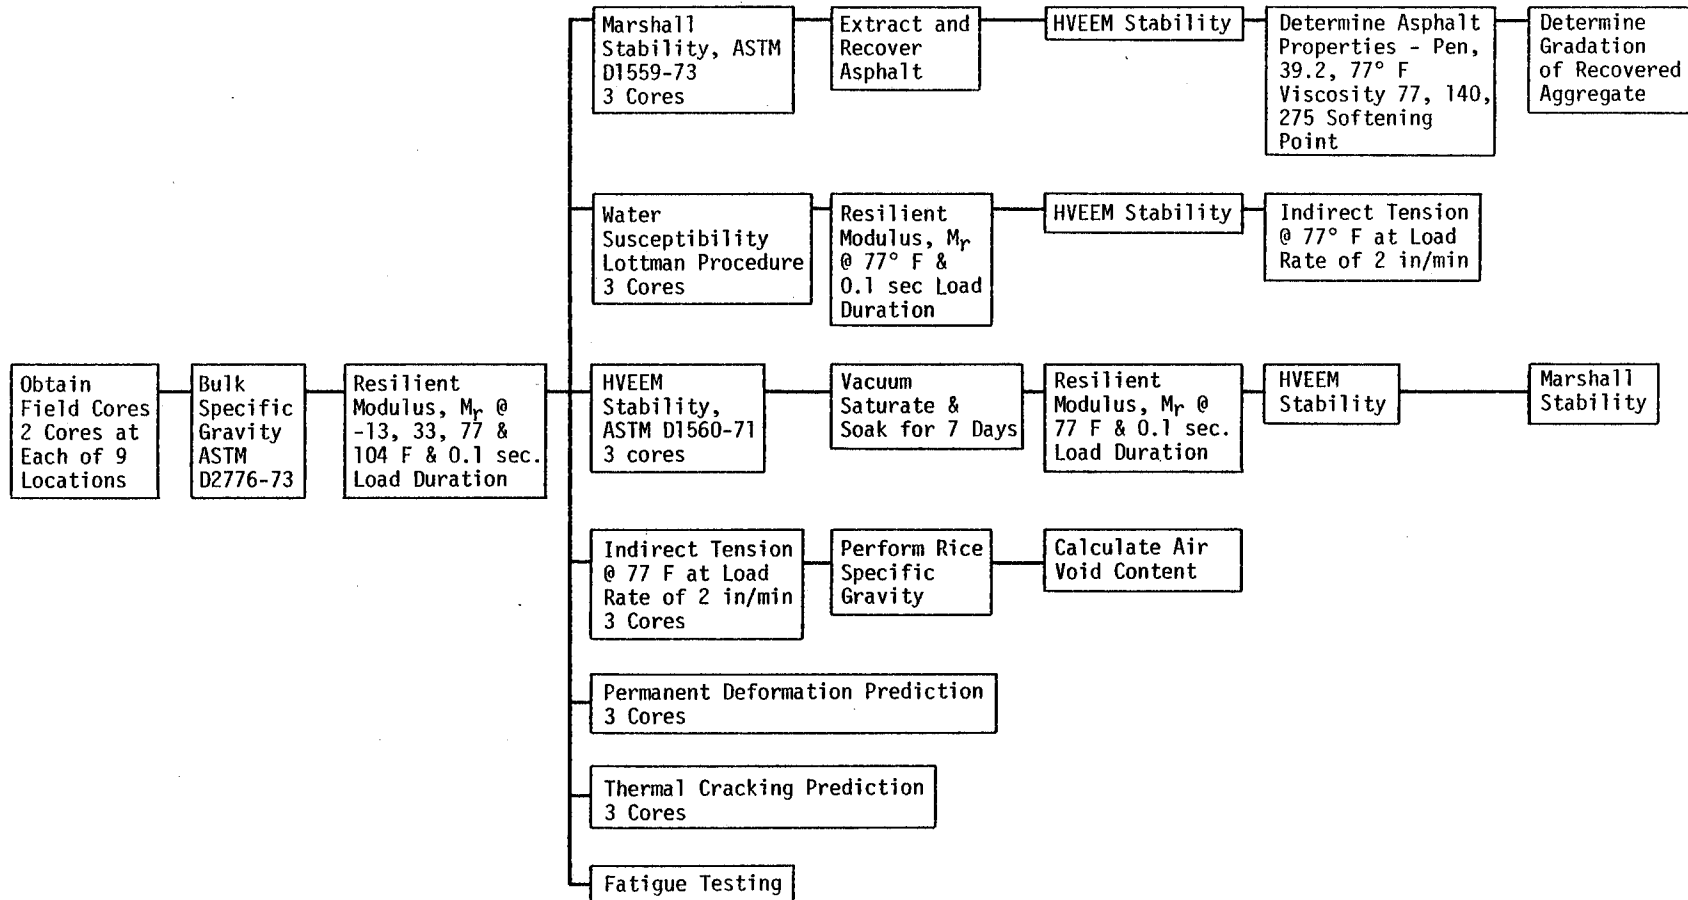 Marshall
Stability, ASTM
D1559-73
3 Cores
Extract and
Recover
Asphalt
HVEEM Stability
Determine Asphalt
Properties - Pen,
39.2, 77° F
Viscosity 77, 140,
275 Softening
Point
Determine
Gradation
of Recovered
Aggregate
Water
Susceptibility
Lottman Procedure
3 Cores
Resilient
Modulus, Mr
@ 77° F &
0.1 sec Load
Duration
HVEEM Stability
Indirect Tension
@ 77° F at Load
Rate of 2 in/min
Obtain
Field Cores
2 Cores at
Each of 9
Locations
Bulk
Specific
Gravity
ASTM
D2776-73
Resilient
Modulus, Mr @
-13, 33, 77 &
104 F & 0.1 sec.
Load Duration
HVEEM
Stability,
ASTM D1560-71
3 cores
Vacuum
Saturate &
Soak for 7 Days
Resilient
Modulus, Mr @
77 F & 0.1 sec.
Load Duration
HVEEM
Stability
Marshall
Stability
Indirect Tension
@ 77 F at Load
Rate of 2 in/min
3 Cores
Perform Rice
Specific
Gravity
Calculate Air
Void Content
Permanent Deformation Prediction
3 Cores
Thermal Cracking Prediction
3 Cores
Fatigue Testing